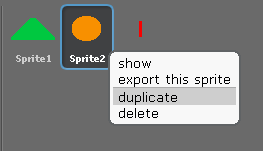 Sprite1
Sprite2
show
export this sprite
duplicate
delete